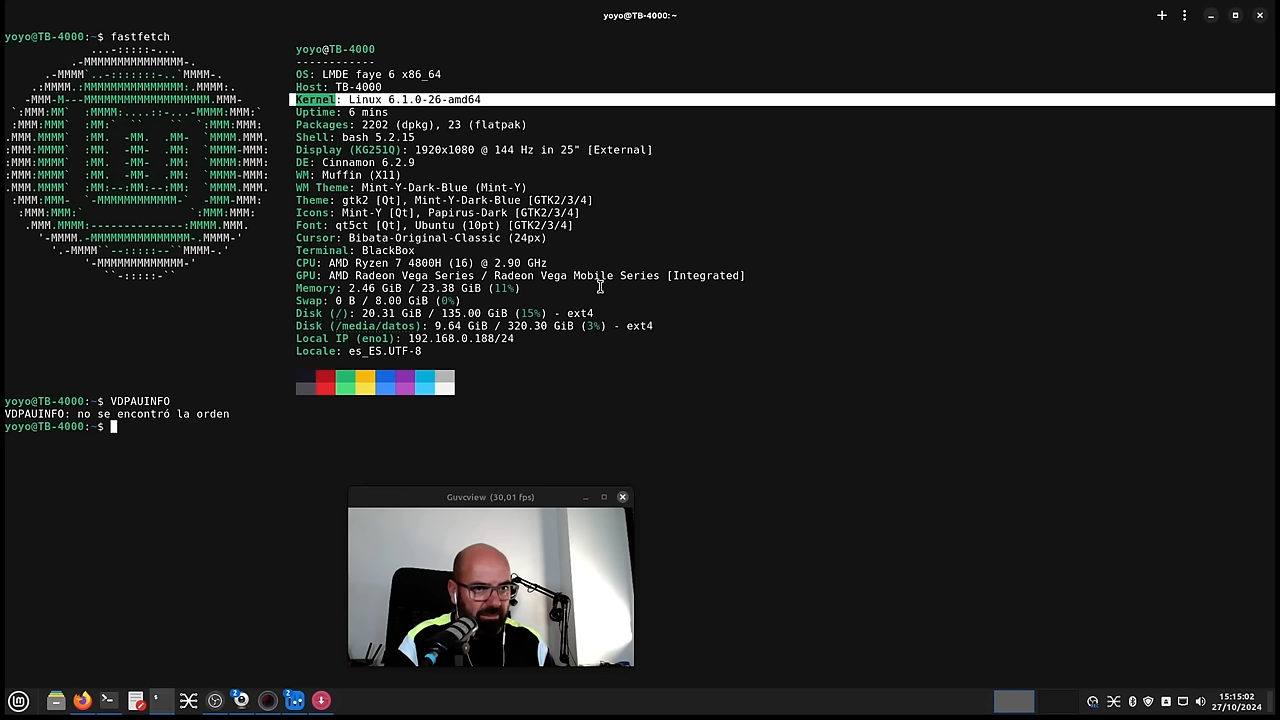 yoyo@TB-4000:~
yoyo@TB-4000:~$ fastfetch
yoyo@TB-4000
------------
OS: LMDE faye 6 x86_64
Host: TB-4000
Kernel: Linux 6.1.0-26-amd64
Uptime: 6 mins
Packages: 2202 (dpkg), 23 (flatpak)
Shell: bash 5.2.15
Display (KG251Q): 1920x1080 @ 144 Hz in 25" [External]
DE: Cinnamon 6.2.9
WM: Muffin (X11)
WM Theme: Mint-Y-Dark-Blue (Mint-Y)
Theme: gtk2 [Qt], Mint-Y-Dark-Blue [GTK2/3/4]
Icons: Mint-Y [Qt], Papirus-Dark [GTK2/3/4]
Font: qt5ct [Qt], Ubuntu (10pt) [GTK2/3/4]
Cursor: Bibata-Original-Classic (24px)
Terminal: BlackBox
CPU: AMD Ryzen 7 4800H (16) @ 2.90 GHz
GPU: AMD Radeon Vega Series / Radeon Vega Mobile Series [Integrated]
Memory: 2.46 GiB / 23.38 GiB (11%)
Swap: 0 B / 8.00 GiB (0%)
Disk (/): 20.31 GiB / 135.00 GiB (15%) - ext4
Disk (/media/datos): 9.64 GiB / 320.30 GiB (3%) - ext4
Local IP (eno1): 192.168.0.188/24
Locale: es_ES.UTF-8
yoyo@TB-4000:~$ VDPAUINFO
VDPAUINFO: no se encontró la orden
yoyo@TB-4000:~$
Guvcview (30,01 fps)
2
2
15:15:02
27/10/2024